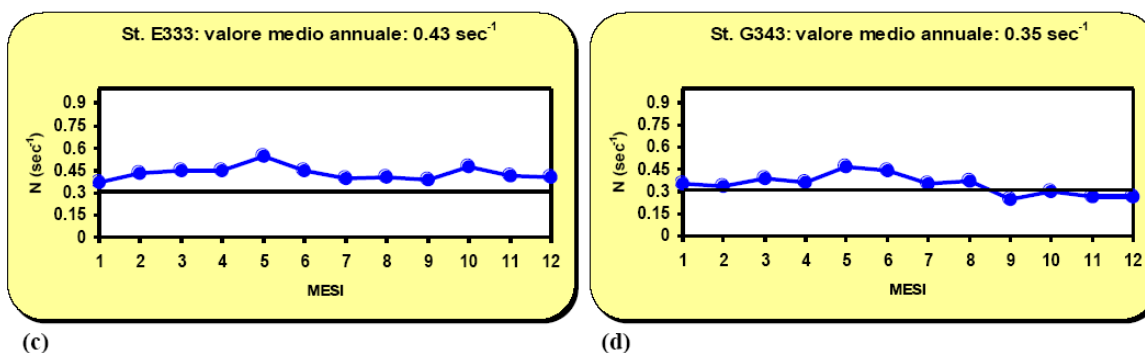 St. E333: valore medio annuale: 0.43 sec⁻¹
N (sec⁻¹)
0.9
0.75
0.6
0.45
0.3
0.15
0
1 2 3 4 5 6 7 8 9 10 11 12
MESI
(c)
St. G343: valore medio annuale: 0.35 sec⁻¹
N (sec⁻¹)
0.9
0.75
0.6
0.45
0.3
0.15
0
1 2 3 4 5 6 7 8 9 10 11 12
MESI
(d)